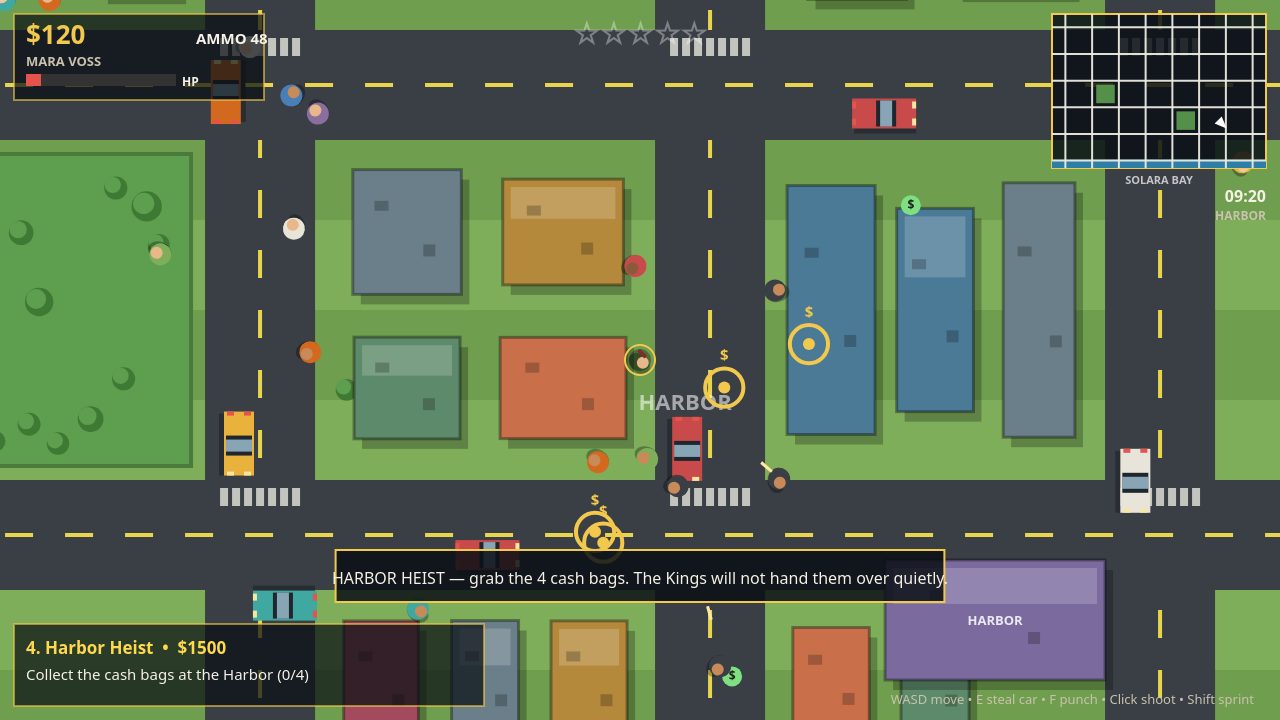 $120
AMMO 48
MARA VOSS
HP
SOLARA BAY
09:20
HARBOR
$
$
$
HARBOR
$
$
HARBOR HEIST — grab the 4 cash bags. The Kings will not hand them over quietly.
HARBOR
4. Harbor Heist • $1500
Collect the cash bags at the Harbor (0/4)
$
WASD move • E steal car • F punch • Click shoot • Shift sprint